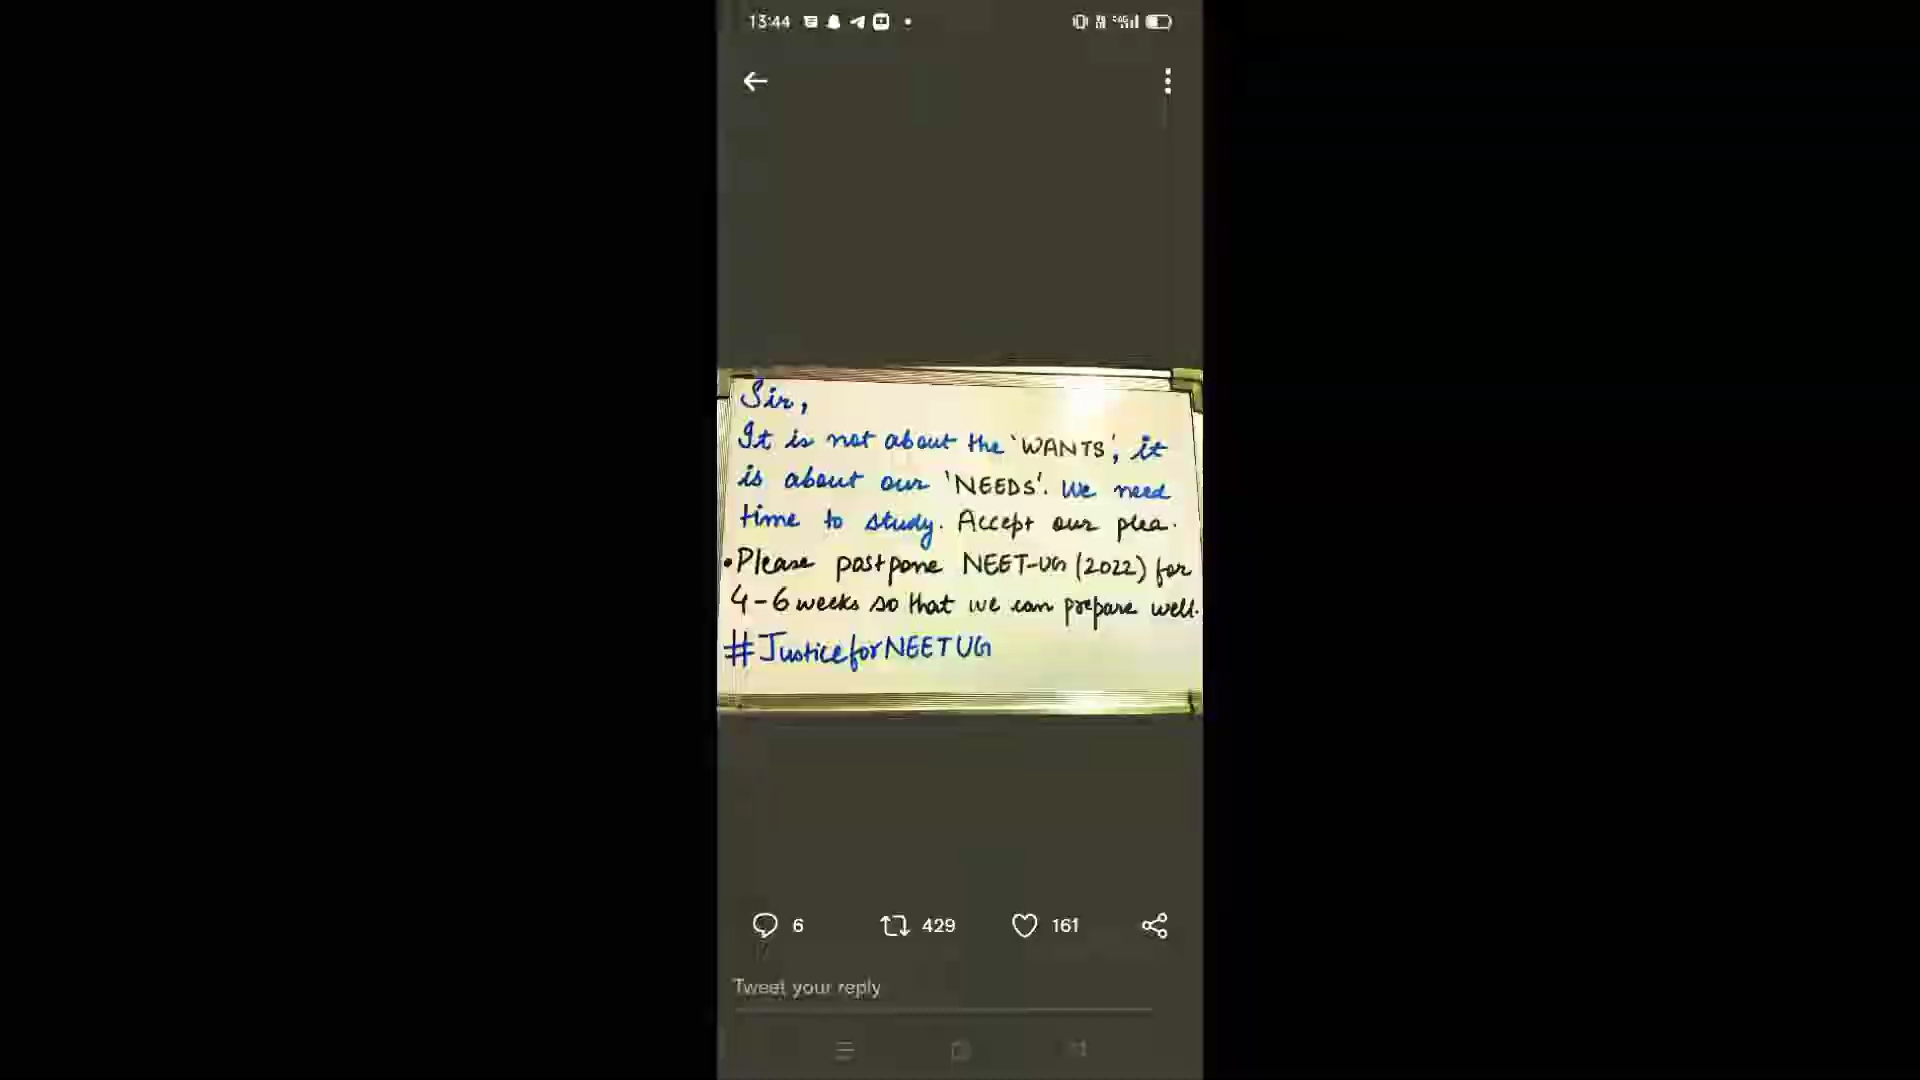 13:44
Sir,
It is not about the 'WANTS', it
is about our 'NEEDS'. We need
time to study. Accept our plea.
• Please postpone NEET-UG (2022) for
4-6 weeks so that we can prepare well.
#JusticeforNEETUG
6 429 161
Tweet your reply